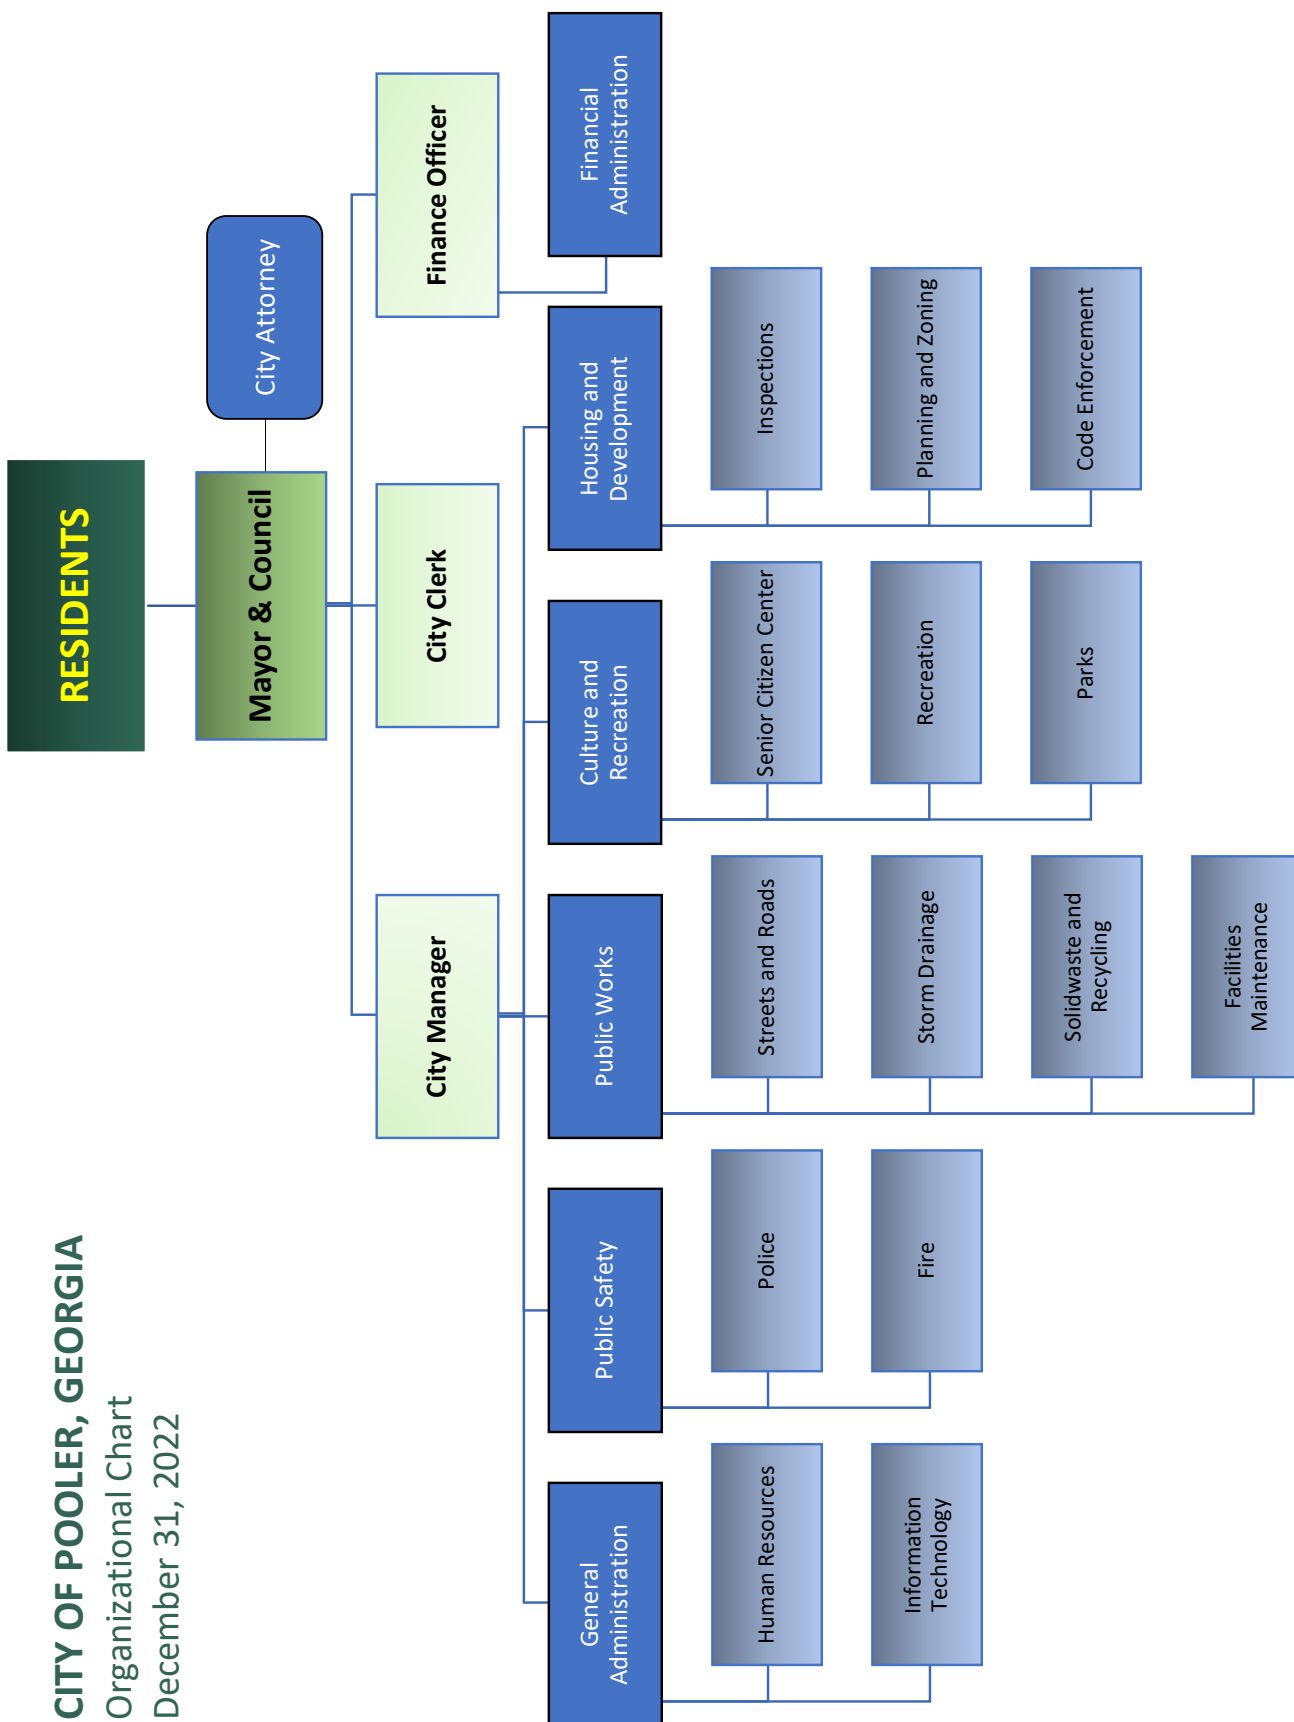 CITY OF POOLER, GEORGIA
Organizational Chart
December 31, 2022
RESIDENTS
Mayor & Council
City Attorney
City Manager
City Clerk
Finance Officer
General
Administration
Public Safety
Public Works
Culture and
Recreation
Housing and
Development
Financial
Administration
Human Resources
Police
Streets and Roads
Senior Citizen Center
Inspections
Information
Technology
Fire
Storm Drainage
Recreation
Planning and Zoning
Solidwaste and
Recycling
Parks
Code Enforcement
Facilities
Maintenance